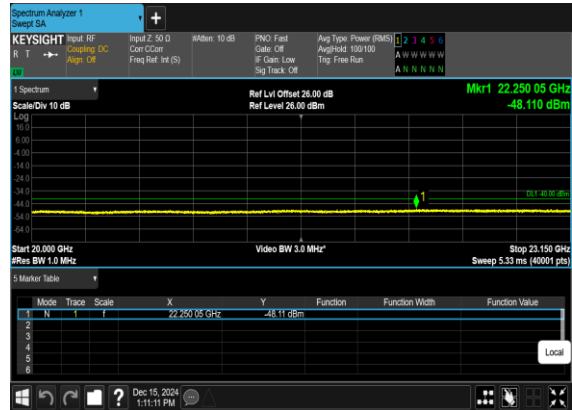 Spectrum Analyzer 1
Swept SA
+
KEYSIGHT Input: RF Input Z: 50 Ω #Atten: 10 dB PNO: Fast Avg Type: Power (RMS) 1 2 3 4 5 6
R T Coupling: DC Corr CCorr Gate: Off Avg|Hold: 100/100 A W W W W W
Align: Off Freq Ref: Int (S) IF Gain: Low Trig: Free Run
Sig Track: Off A N N N N N
1 Spectrum Ref Lvl Offset 26.00 dB Mkr1 22.250 05 GHz
Scale/Div 10 dB Ref Level 26.00 dBm -48.110 dBm
Log
16.0
6.00
-4.00
-14.0
-24.0
-34.0
1 DL1 -40.00 dBm
-44.0
-54.0
-64.0
Start 20.000 GHz Video BW 3.0 MHz* Stop 23.150 GHz
#Res BW 1.0 MHz Sweep 5.33 ms (40001 pts)
5 Marker Table
Mode Trace Scale X Y Function Function Width Function Value
1 N 1 f 22.250 05 GHz -48.11 dBm
2
3
4
5
6
Local
? Dec 15, 2024
1:11:11 PM